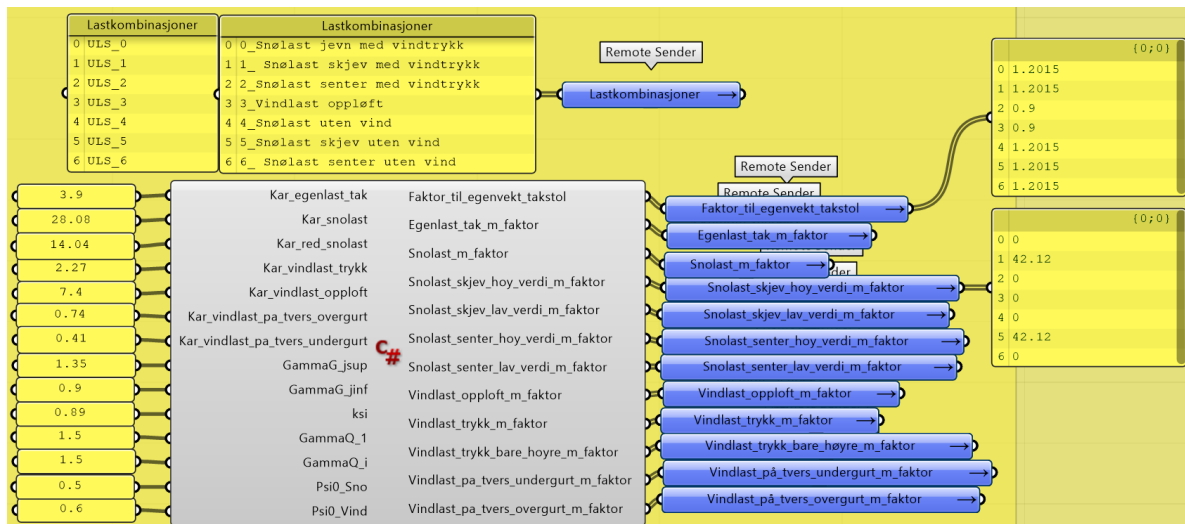 Lastkombinasjoner
0 ULS_0
1 ULS_1
2 ULS_2
3 ULS_3
4 ULS_4
5 ULS_5
6 ULS_6
Lastkombinasjoner
0 0_Snølast jevn med vindtrykk
1 1_ Snølast skjev med vindtrykk
2 2_Snølast senter med vindtrykk
3 3_Vindlast oppløft
4 4_Snølast uten vind
5 5_Snølast skjev uten vind
6 6_ Snølast senter uten vind
Remote Sender
Lastkombinasjoner
{0;0}
0 1.2015
1 1.2015
2 0.9
3 0.9
4 1.2015
5 1.2015
6 1.2015
3.9
28.08
14.04
2.27
7.4
0.74
0.41
1.35
0.9
0.89
1.5
1.5
0.5
0.6
Kar_egenlast_tak
Kar_snolast
Kar_red_snolast
Kar_vindlast_trykk
Kar_vindlast_opploft
Kar_vindlast_pa_tvers_overgurt
Kar_vindlast_pa_tvers_undergurt
GammaG_jsup
GammaG_jinf
ksi
GammaQ_1
GammaQ_i
Psi0_Sno
Psi0_Vind
C#
Faktor_til_egenvekt_takstol
Egenlast_tak_m_faktor
Snolast_m_faktor
Snolast_skjev_hoy_verdi_m_faktor
Snolast_skjev_lav_verdi_m_faktor
Snolast_senter_hoy_verdi_m_faktor
Snolast_senter_lav_verdi_m_faktor
Vindlast_opploft_m_faktor
Vindlast_trykk_m_faktor
Vindlast_trykk_bare_hoyre_m_faktor
Vindlast_pa_tvers_undergurt_m_faktor
Vindlast_pa_tvers_overgurt_m_faktor
Remote Sender
Remote Sender
Faktor_til_egenvekt_takstol
Egenlast_tak_m_faktor
Snolast_m_faktor
Snolast_skjev_hoy_verdi_m_faktor
Snolast_skjev_lav_verdi_m_faktor
Snolast_senter_hoy_verdi_m_faktor
Snolast_senter_lav_verdi_m_faktor
Vindlast_opploft_m_faktor
Vindlast_trykk_m_faktor
Vindlast_trykk_bare_høyre_m_faktor
Vindlast_på_tvers_undergurt_m_faktor
Vindlast_på_tvers_overgurt_m_faktor
{0;0}
0 0
1 42.12
2 0
3 0
4 0
5 42.12
6 0